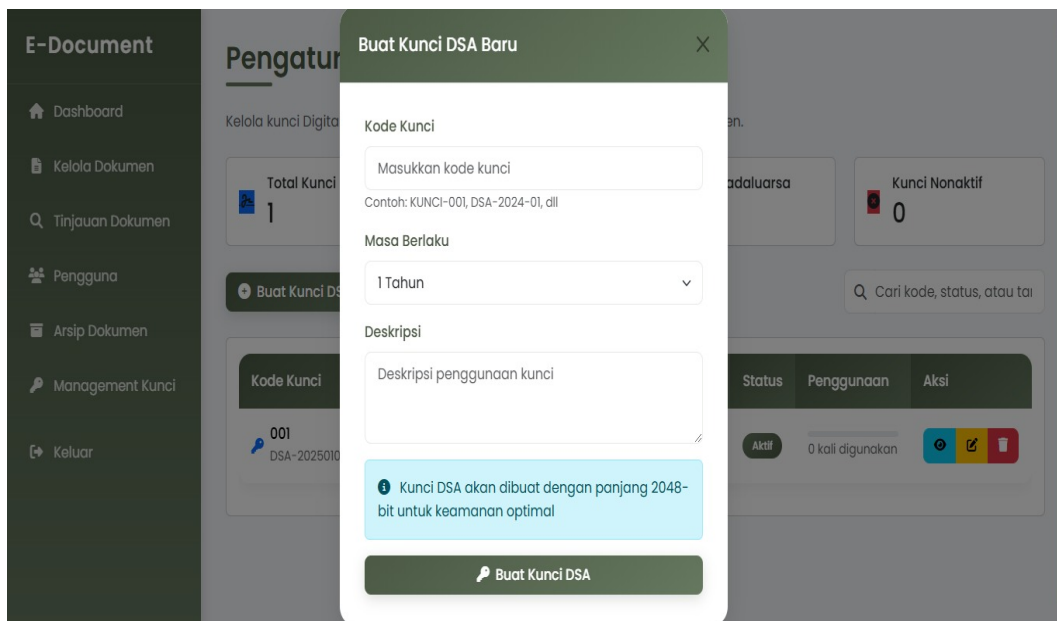 E-Document
Dashboard
Kelola Dokumen
Tinjauan Dokumen
Pengguna
Arsip Dokumen
Management Kunci
Keluar
Pengatur
Kelola kunci Digita
en.
Total Kunci
1
adaluarsa
Kunci Nonaktif
0
Buat Kunci DS
Cari kode, status, atau tan
Kode Kunci
Status
Penggunaan
Aksi
001
DSA-2025010
Aktif
0 kali digunakan
Buat Kunci DSA Baru
X
Kode Kunci
Masukkan kode kunci
Contoh: KUNCI-001, DSA-2024-01, dll
Masa Berlaku
1 Tahun
Deskripsi
Deskripsi penggunaan kunci
Kunci DSA akan dibuat dengan panjang 2048-
bit untuk keamanan optimal
Buat Kunci DSA